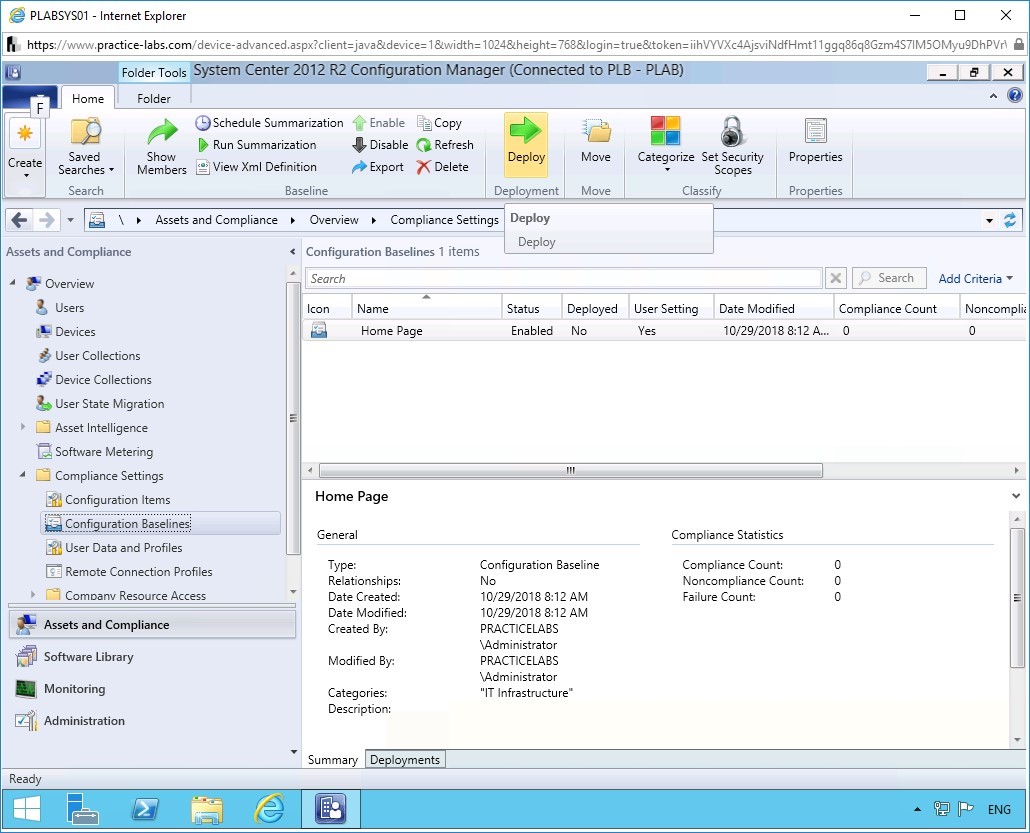 PLABSYS01 - Internet Explorer
https://www.practice-labs.com/device-advanced.aspx?client=java&device=1&width=1024&height=768&login=true&token=
Folder Tools
System Center 2012 R2 Configuration Manager (Connected to PLB - PLAB)
F
Home
Folder
Create
Saved Searches
Search
Show Members
Schedule Summarization
Run Summarization
View Xml Definition
Enable
Disable
Export
Copy
Refresh
Delete
Baseline
Deploy
Deployment
Move
Move
Categorize
Set Security Scopes
Classify
Properties
Properties
\ Assets and Compliance Overview Compliance Settings
Deploy
Deploy
Assets and Compliance
Overview
Users
Devices
User Collections
Device Collections
User State Migration
Asset Intelligence
Software Metering
Compliance Settings
Configuration Items
Configuration Baselines
User Data and Profiles
Remote Connection Profiles
Company Resource Access
Assets and Compliance
Software Library
Monitoring
Administration
Configuration Baselines 1 items
Search
Search
Add Criteria
Icon Name Status Deployed User Setting Date Modified Compliance Count Noncomplia
Home Page Enabled No Yes 10/29/2018 8:12 A... 0 0
Home Page
General
Type: Configuration Baseline
Relationships: No
Date Created: 10/29/2018 8:12 AM
Date Modified: 10/29/2018 8:12 AM
Created By: PRACTICELABS
\Administrator
Modified By: PRACTICELABS
\Administrator
Categories: "IT Infrastructure"
Description:
Compliance Statistics
Compliance Count: 0
Noncompliance Count: 0
Failure Count: 0
Summary
Deployments
Ready
ENG